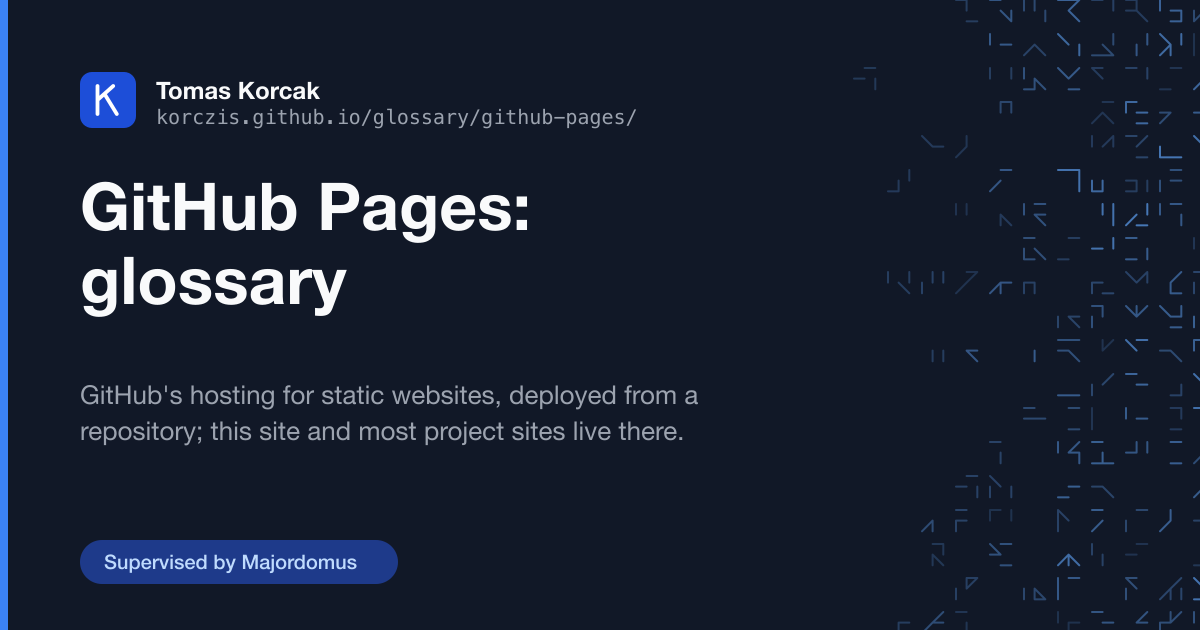 K
Tomas Korcak
korczis.github.io/glossary/github-pages/
GitHub Pages:
glossary
GitHub's hosting for static websites, deployed from a
repository; this site and most project sites live there.
Supervised by Majordomus